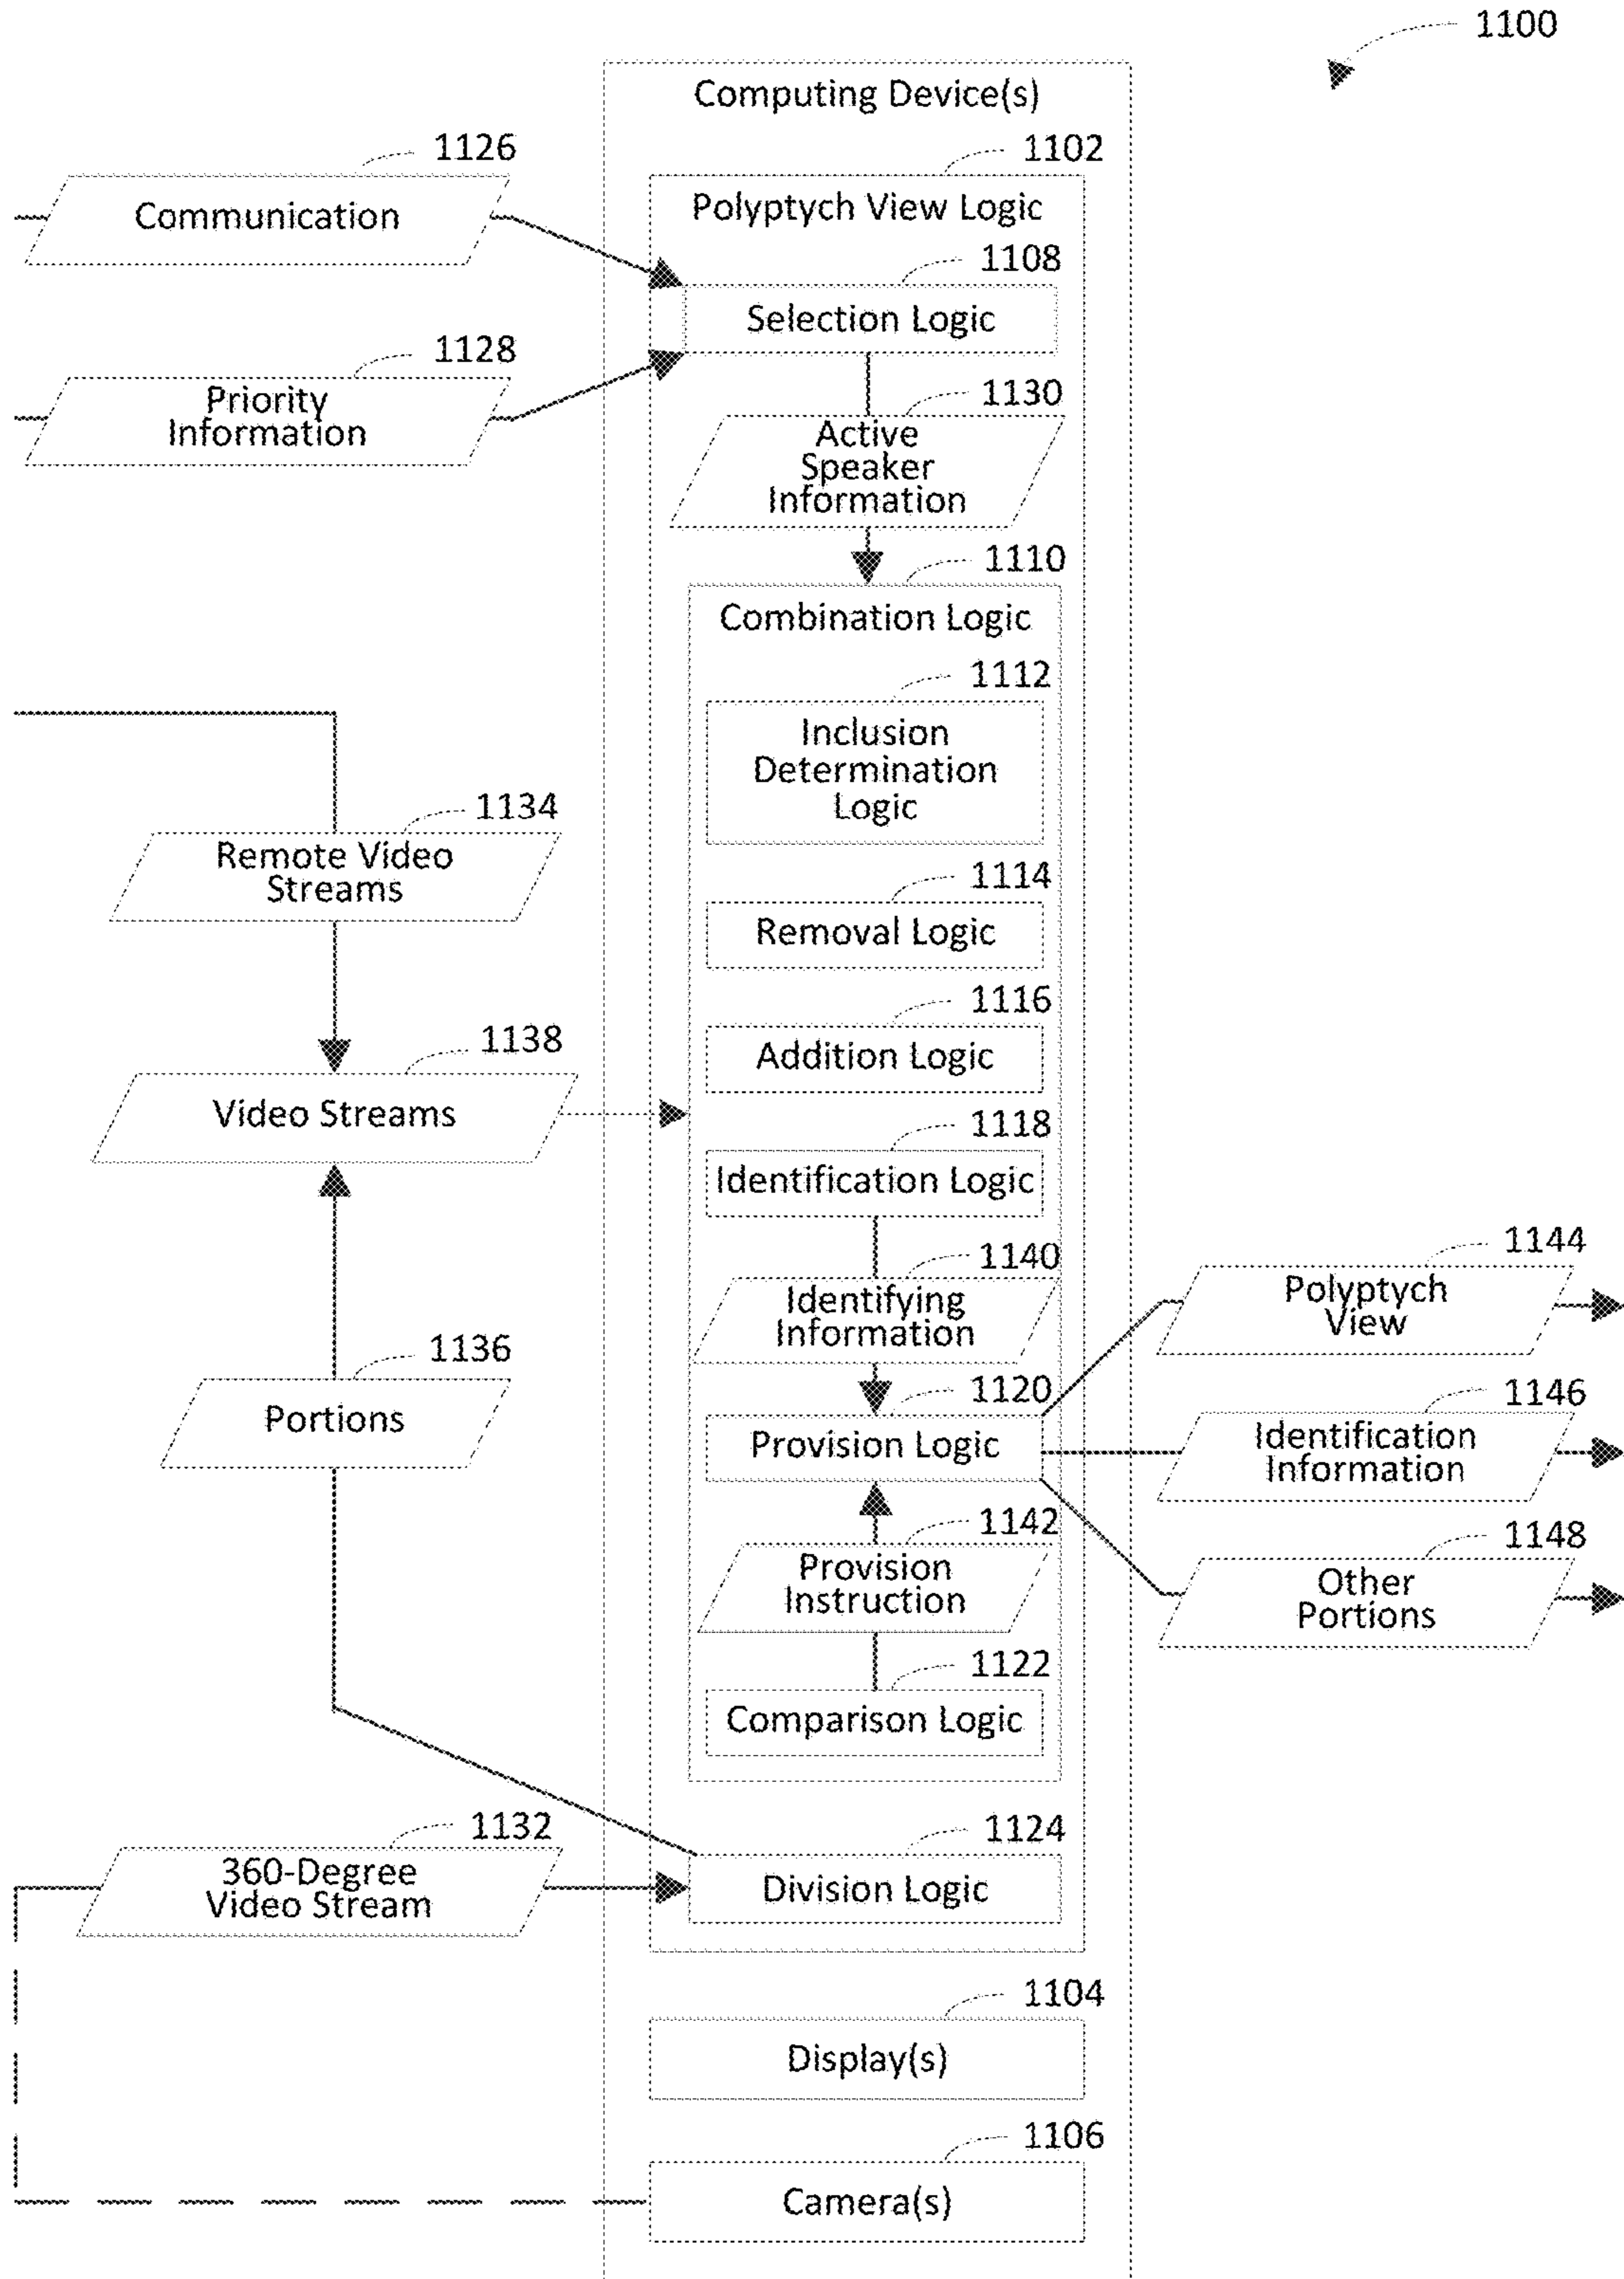 1100
Computing Device(s)
1126
1102
Communication
Polyptych View Logic
1108
Selection Logic
1128
Priority
Information
1130
Active
Speaker
Information
1110
Combination Logic
1112
Inclusion
Determination
Logic
1134
Remote Video
Streams
1114
Removal Logic
1116
Addition Logic
1138
Video Streams
1118
Identification Logic
1140
Identifying
Information
1144
Polyptych
View
1136
Portions
1120
Provision Logic
1146
Identification
Information
1142
Provision
Instruction
1148
Other
Portions
1122
Comparison Logic
1132
360-Degree
Video Stream
1124
Division Logic
1104
Display(s)
1106
Camera(s)